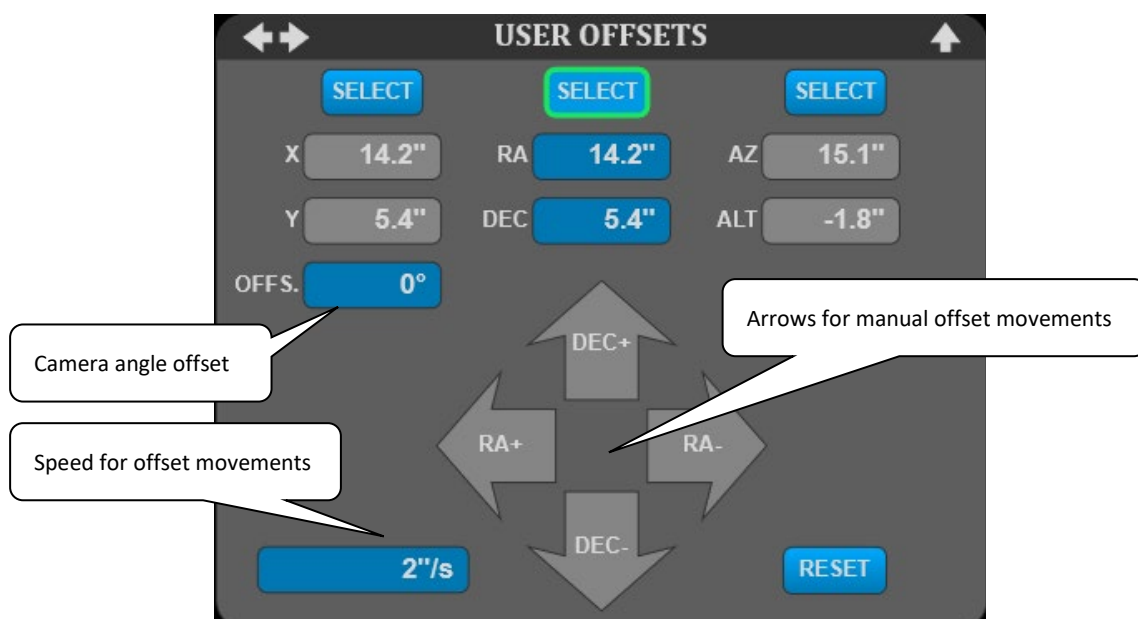 USER OFFSETS
SELECT SELECT SELECT
X 14.2" RA 14.2" AZ 15.1"
Y 5.4" DEC 5.4" ALT -1.8"
OFFS. 0°
Arrows for manual offset movements
DEC+
Camera angle offset
RA+ RA-
Speed for offset movements
DEC-
2"/s RESET